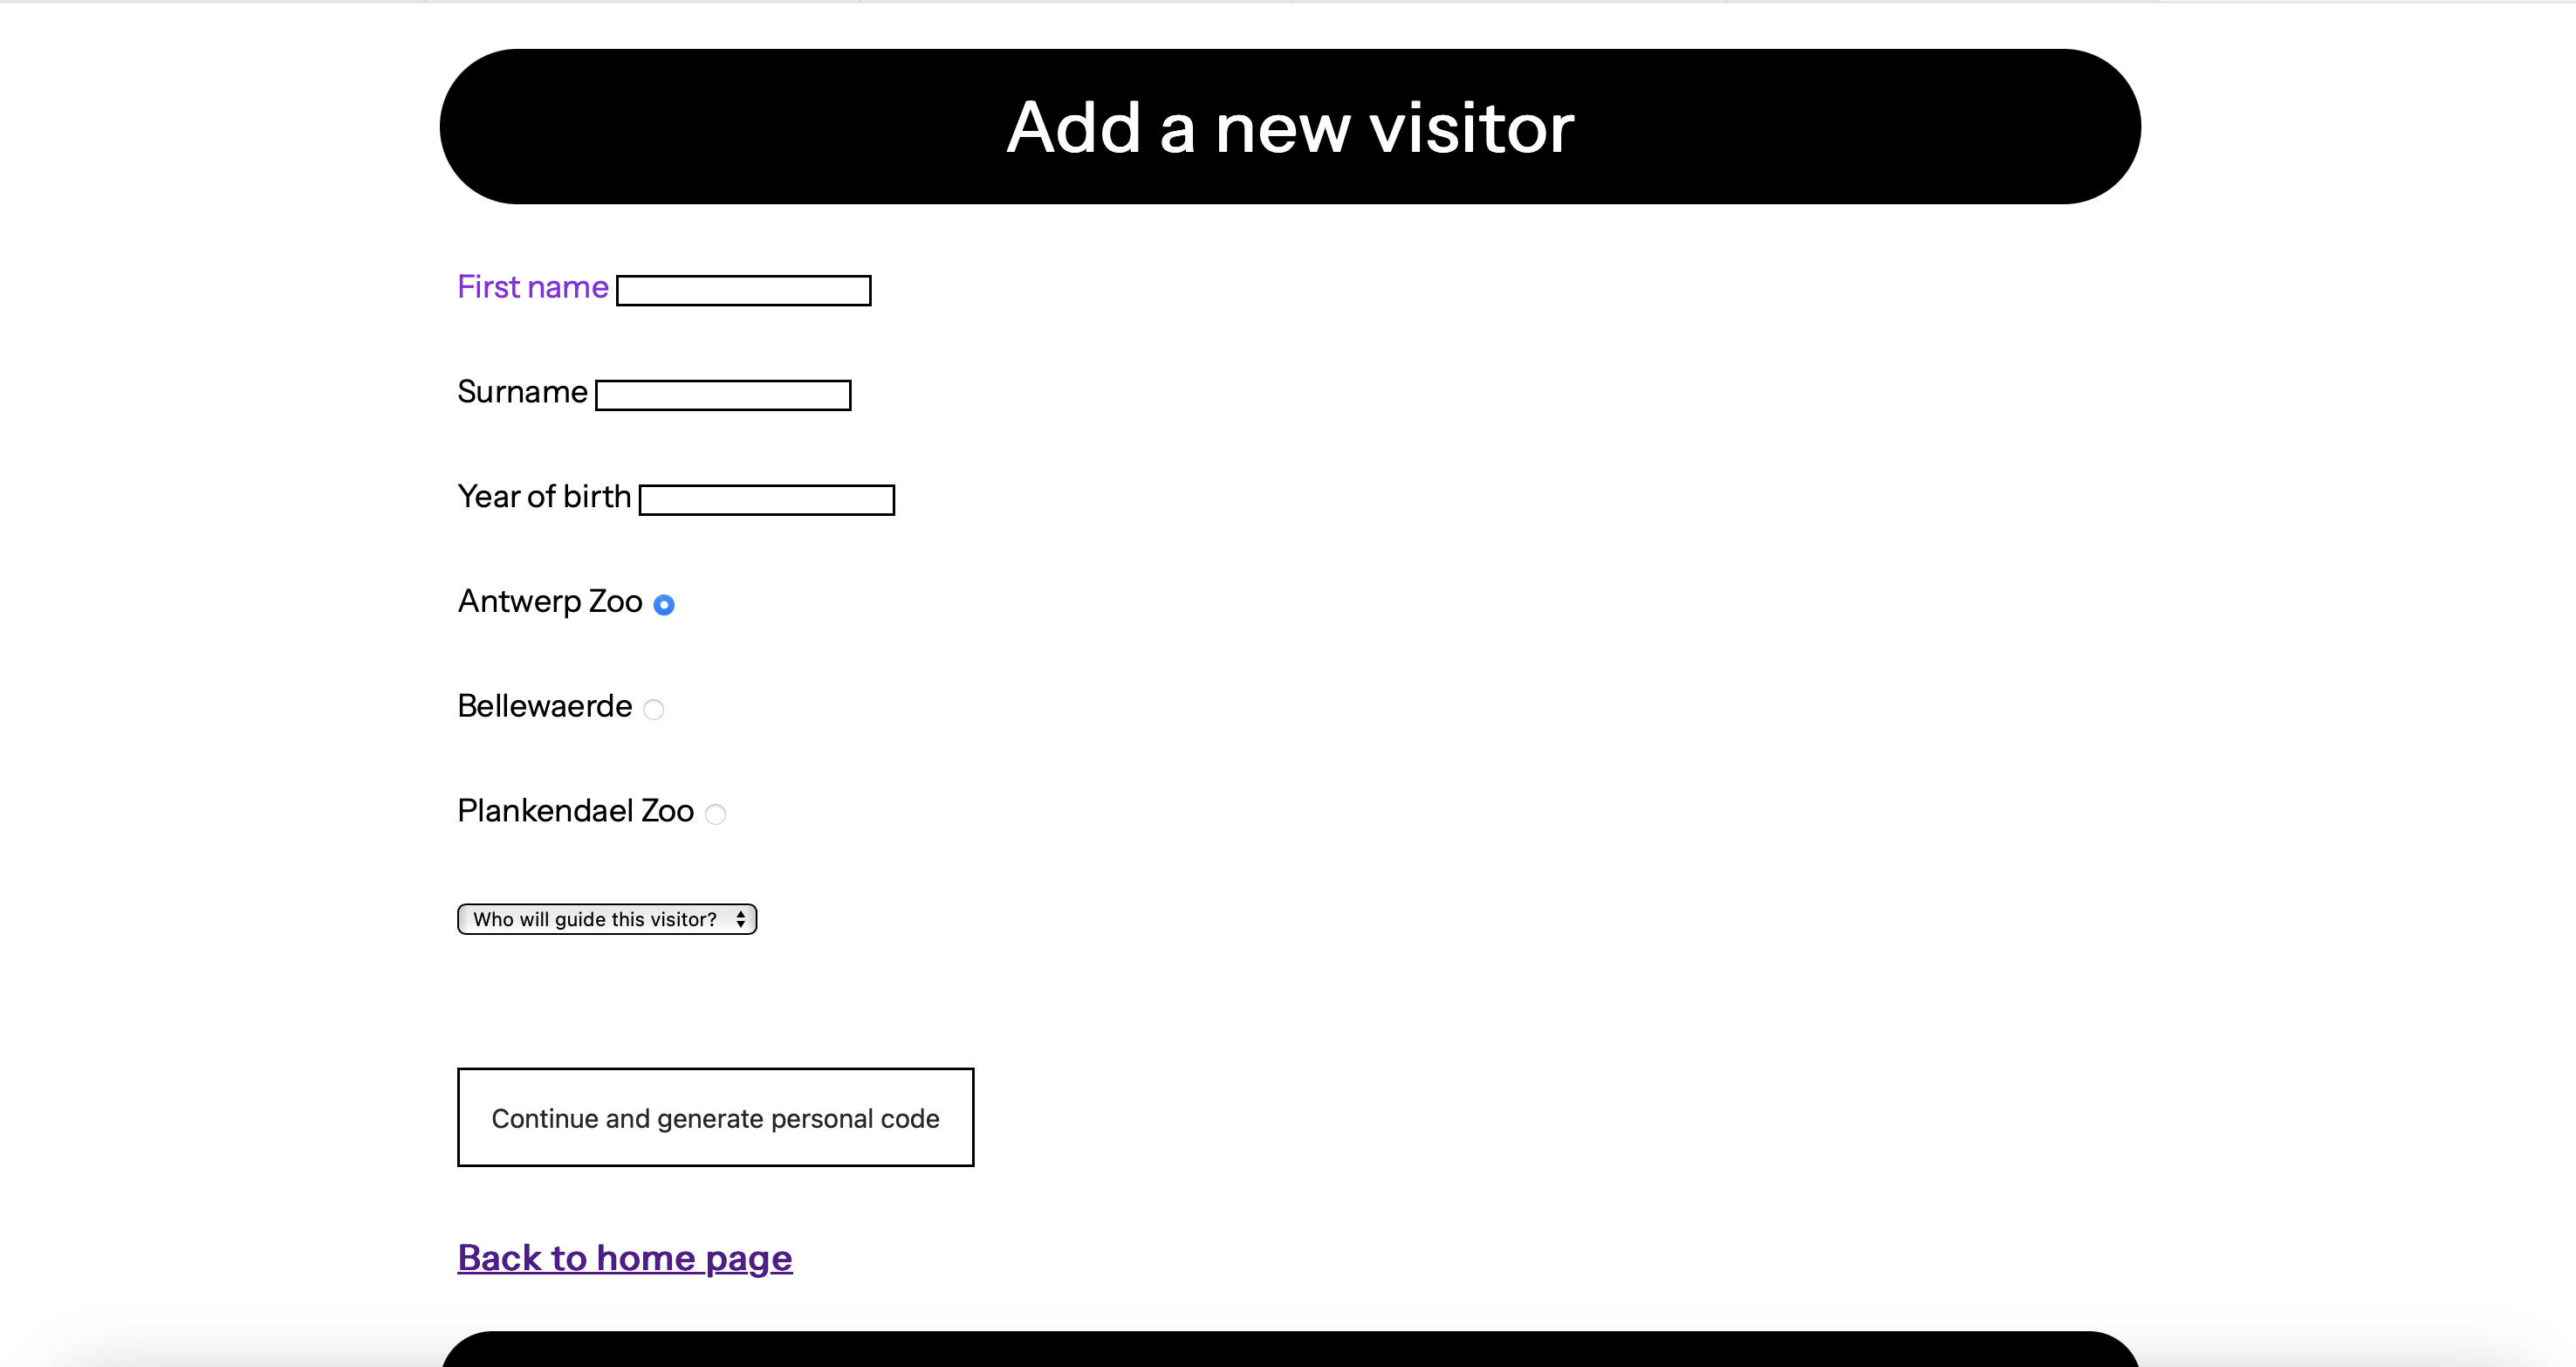 Add a new visitor
First name
Surname
Year of birth
Antwerp Zoo
Bellewaerde
Plankendael Zoo
Who will guide this visitor?
Continue and generate personal code
Back to home page